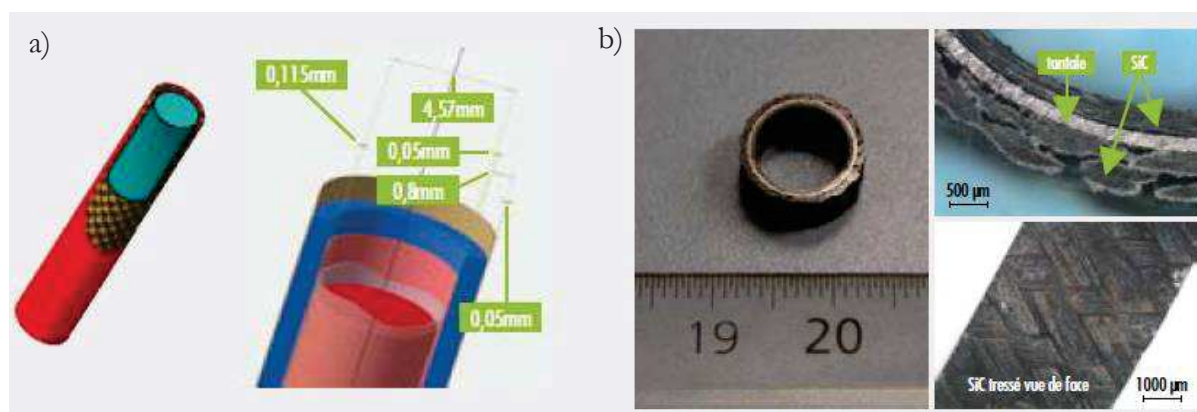 a)
0,115mm
4,57mm
0,05mm
0,8mm
0,05mm
b)
19 20
tantale
SiC
500 µm
SiC tressé vue de face
1000 µm